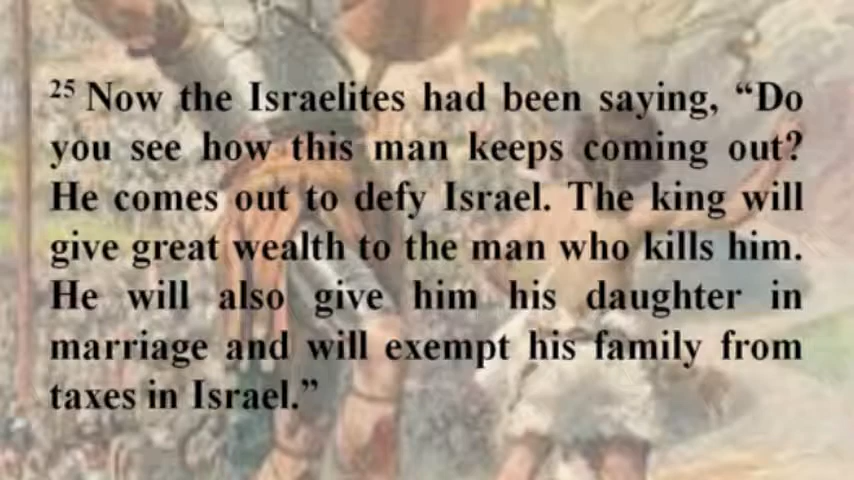 25 Now the Israelites had been saying, “Do
you see how this man keeps coming out?
He comes out to defy Israel. The king will
give great wealth to the man who kills him.
He will also give him his daughter in
marriage and will exempt his family from
taxes in Israel.”